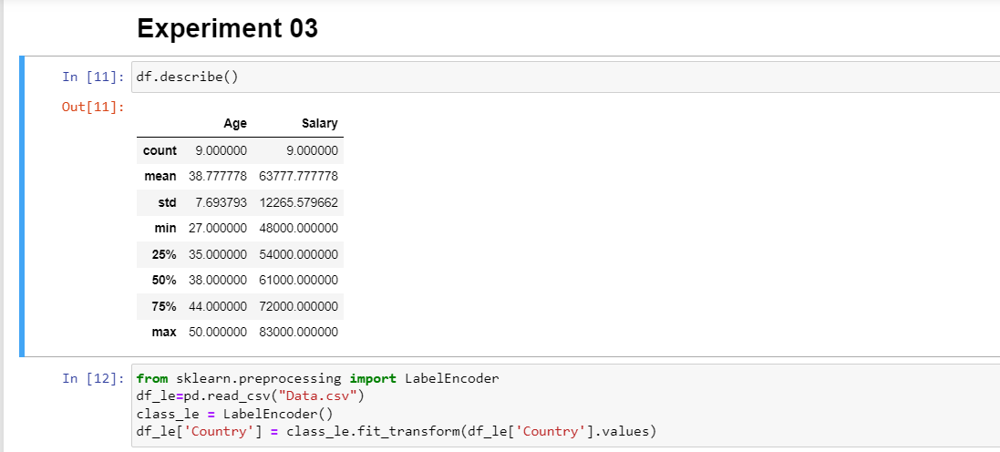 Experiment 03
In [11]: df.describe()
Out[11]:
Age Salary
count 9.000000 9.000000
mean 38.777778 63777.777778
std 7.693793 12265.579662
min 27.000000 48000.000000
25% 35.000000 54000.000000
50% 38.000000 61000.000000
75% 44.000000 72000.000000
max 50.000000 83000.000000
In [12]: from sklearn.preprocessing import LabelEncoder
df_le=pd.read_csv("Data.csv")
class_le = LabelEncoder()
df_le['Country'] = class_le.fit_transform(df_le['Country'].values)